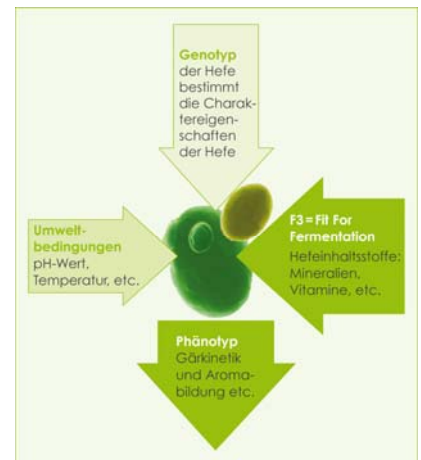 Genotyp
der Hefe
bestimmt
die Charak-
tereigen-
schaften
der Hefe
Umwelt-
bedingungen
pH-Wert,
Temperatur, etc.
F3=Fit For
Fermentation
Hefeinhaltsstoffe:
Mineralien,
Vitamine, etc.
Phänotyp
Gärkinetik
und Aroma-
bildung etc.